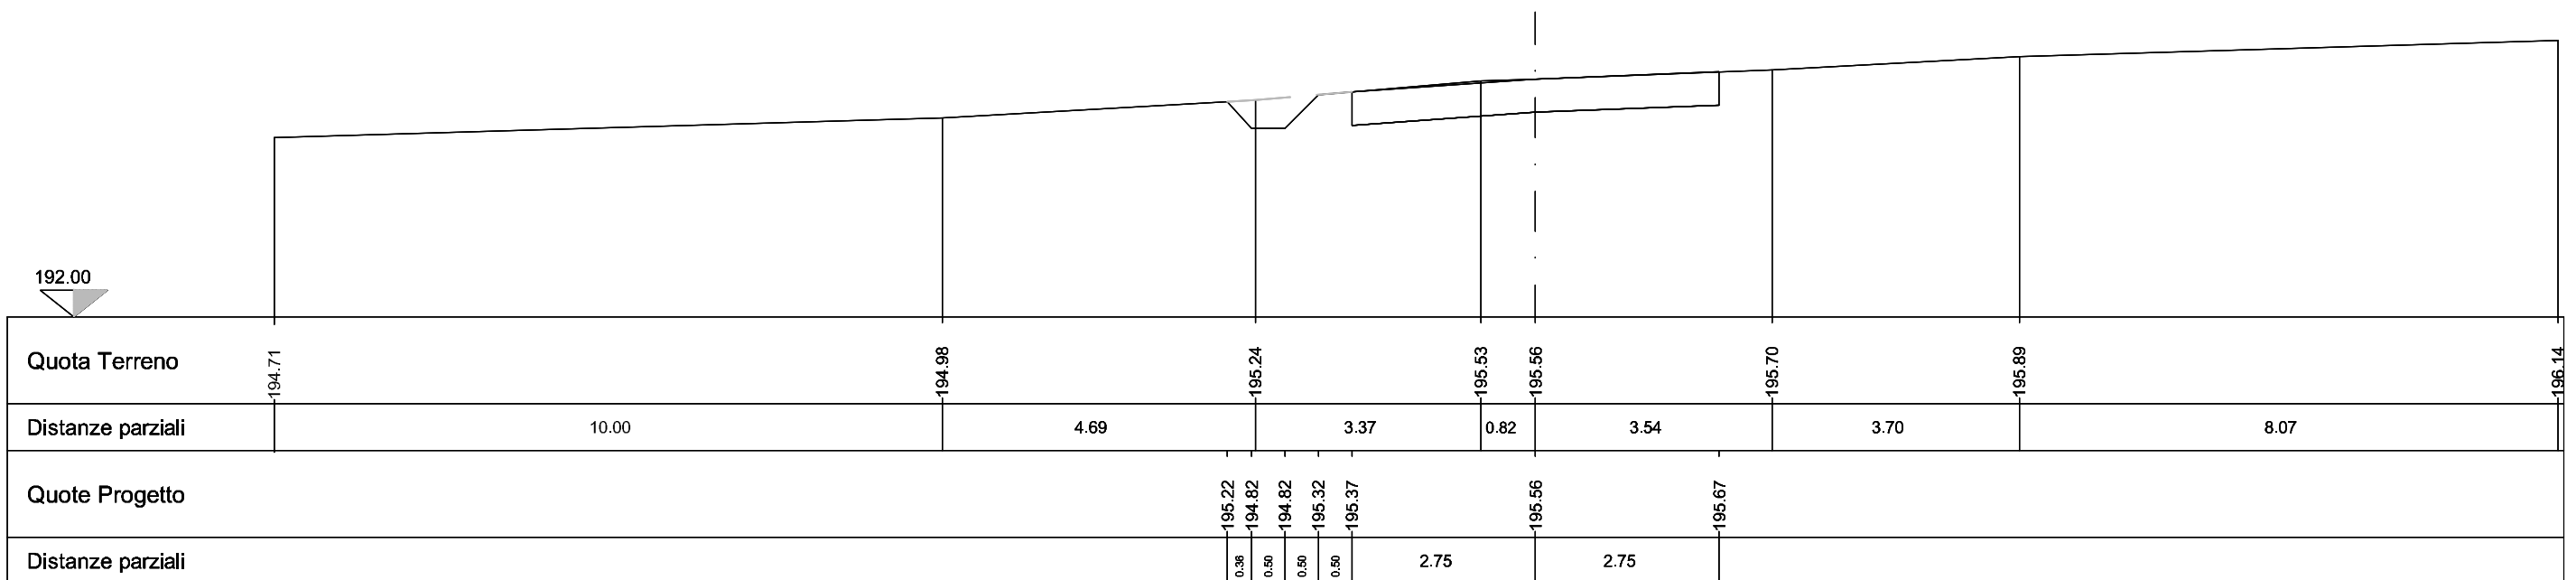 192.00
Quota Terreno 194.71 194.98 195.24 195.53 195.56 195.70 195.89 196.14
Distanze parziali 10.00 4.69 3.37 0.82 3.54 3.70 8.07
Quote Progetto 195.22 194.82 194.82 195.32 195.37 195.56 195.67
Distanze parziali 0.36 0.50 0.50 0.50 2.75 2.75